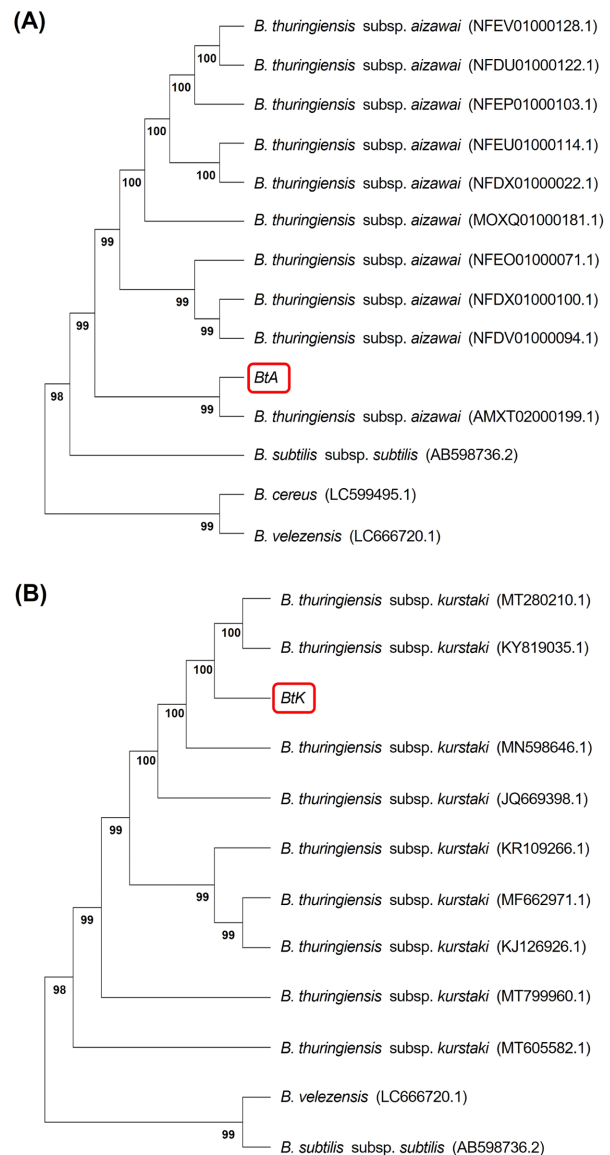 (A)
B. thuringiensis subsp. aizawai (NFEV01000128.1)
100
B. thuringiensis subsp. aizawai (NFDU01000122.1)
100
B. thuringiensis subsp. aizawai (NFEP01000103.1)
100
B. thuringiensis subsp. aizawai (NFEU01000114.1)
100
100
B. thuringiensis subsp. aizawai (NFDX01000022.1)
B. thuringiensis subsp. aizawai (MOXQ01000181.1)
99
B. thuringiensis subsp. aizawai (NFEO01000071.1)
99
B. thuringiensis subsp. aizawai (NFDX01000100.1)
99
99
B. thuringiensis subsp. aizawai (NFDV01000094.1)
BtA
98
99
B. thuringiensis subsp. aizawai (AMXT02000199.1)
B. subtilis subsp. subtilis (AB598736.2)
B. cereus (LC599495.1)
99
B. velezensis (LC666720.1)
(B)
B. thuringiensis subsp. kurstaki (MT280210.1)
100
B. thuringiensis subsp. kurstaki (KY819035.1)
100
BtK
100
B. thuringiensis subsp. kurstaki (MN598646.1)
100
B. thuringiensis subsp. kurstaki (JQ669398.1)
99
B. thuringiensis subsp. kurstaki (KR109266.1)
99
B. thuringiensis subsp. kurstaki (MF662971.1)
99
99
B. thuringiensis subsp. kurstaki (KJ126926.1)
98
B. thuringiensis subsp. kurstaki (MT799960.1)
B. thuringiensis subsp. kurstaki (MT605582.1)
B. velezensis (LC666720.1)
99
B. subtilis subsp. subtilis (AB598736.2)